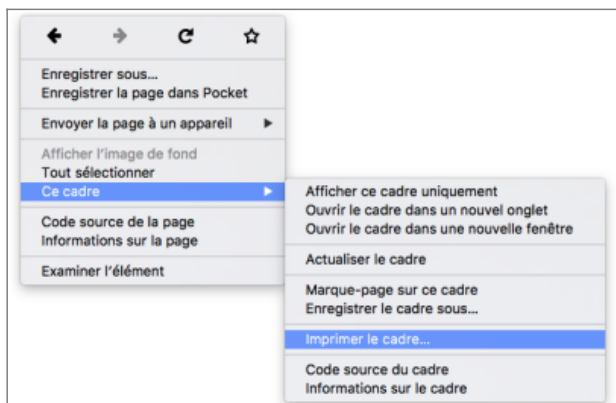 Enregistrer sous...
Enregistrer la page dans Pocket
Envoyer la page à un appareil
Afficher l'image de fond
Tout sélectionner
Ce cadre
Code source de la page
Informations sur la page
Examiner l'élément
Afficher ce cadre uniquement
Ouvrir le cadre dans un nouvel onglet
Ouvrir le cadre dans une nouvelle fenêtre
Actualiser le cadre
Marque-page sur ce cadre
Enregistrer le cadre sous...
Imprimer le cadre...
Code source du cadre
Informations sur le cadre